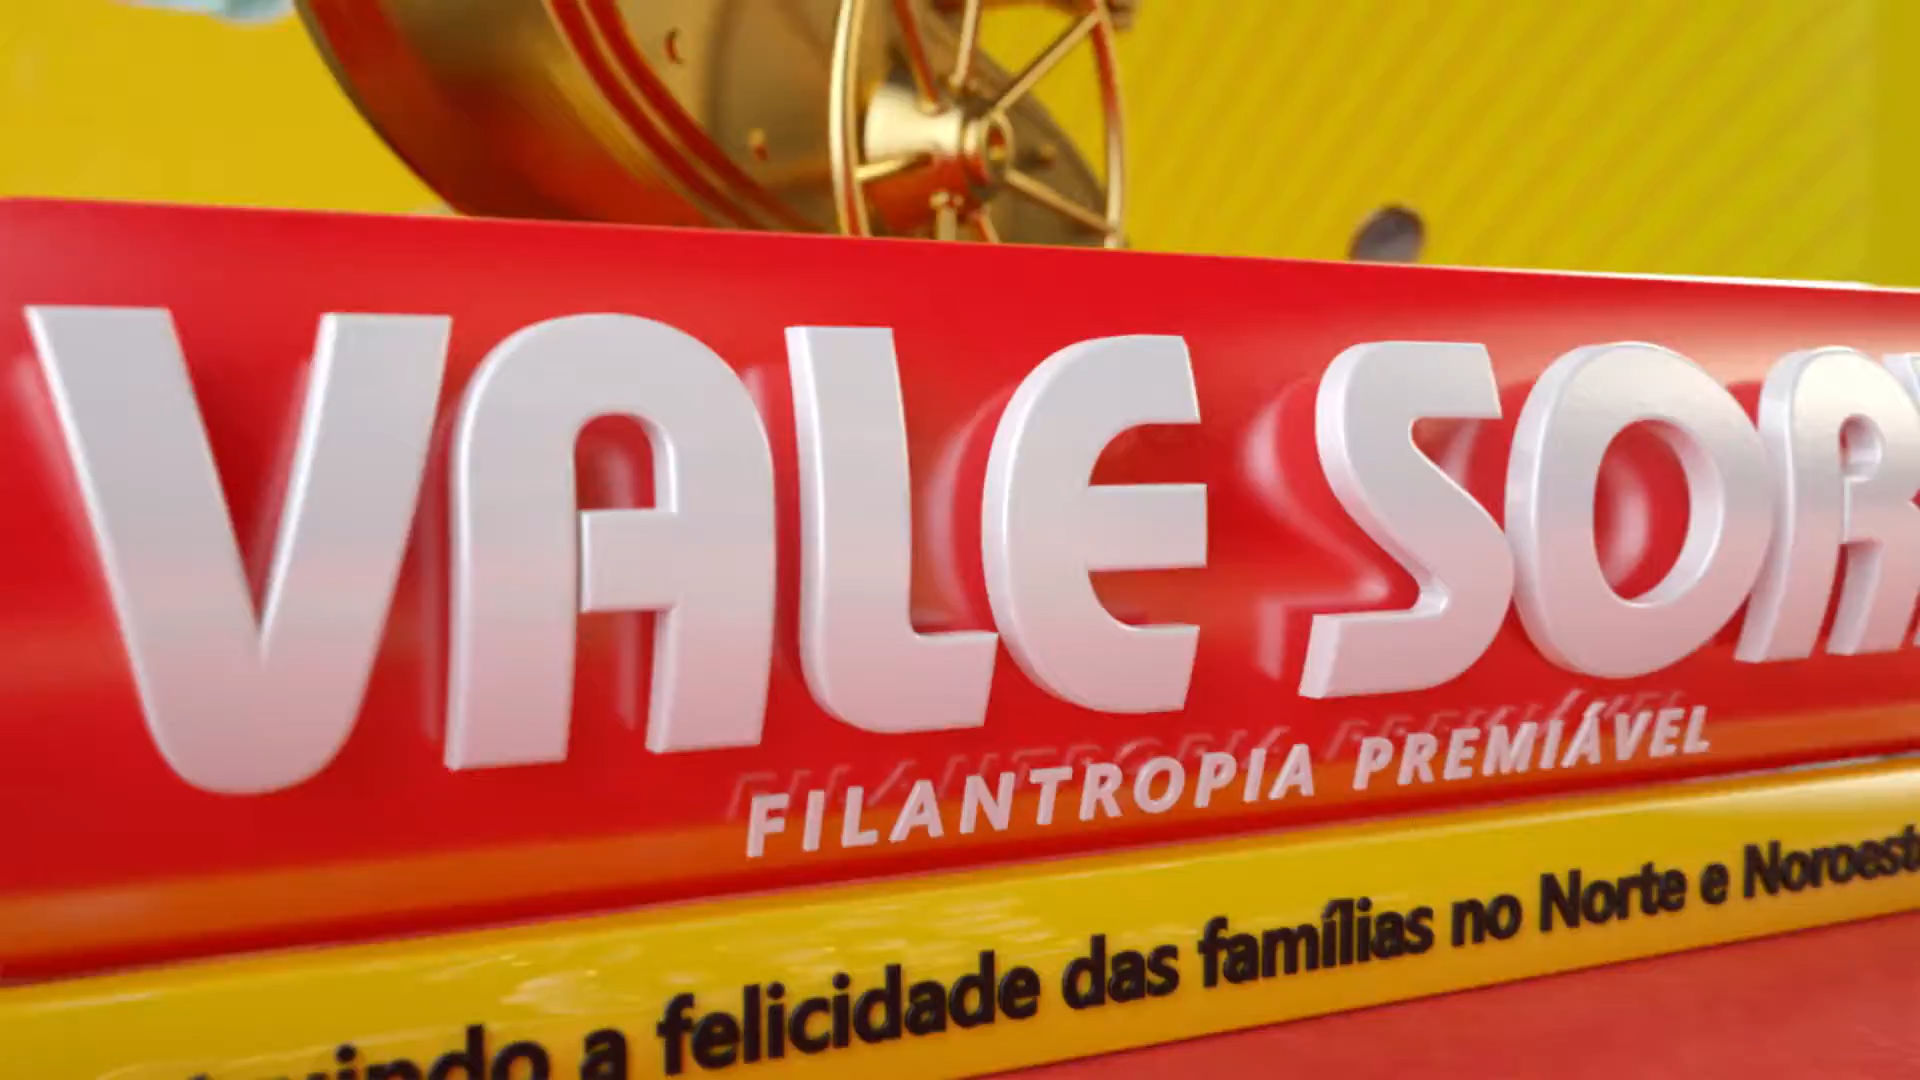 VALE SOR
FILANTROPIA PREMIÁVEL
a felicidade das famílias no Norte e Noroest